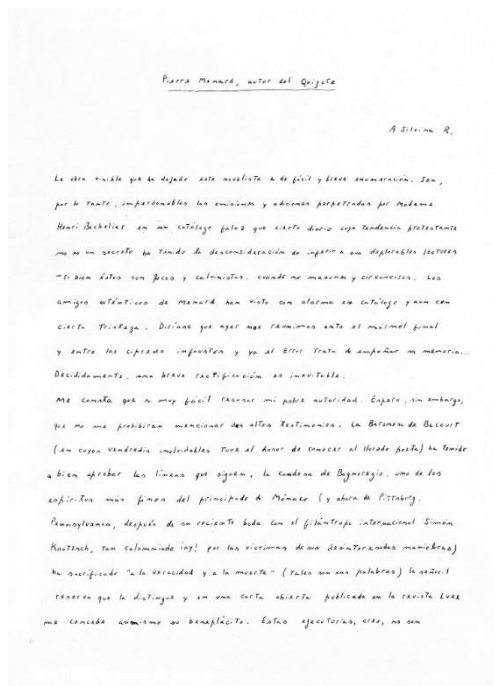 Pierre Menard, autor del Quijote
A Silvina R.
La obra visible que ha dejado este novelista es de fácil y breve enumeración. Son,
por lo tanto, imperdonables las omisiones y adiciones perpetradas por Madame
Henri Bachelier en un catálogo falaz que cierto diario cuya tendencia protestante
no es un secreto ha tenido la desconsideración de inferir a sus deplorables lectores
—si bien éstos son pocos y calvinistas, cuando no masones y circuncisos. Los
amigos auténticos de Menard han visto con alarma ese catálogo y aun con
cierta tristeza. Diríase que ayer nos reunimos ante el mármol final
y entre los cipreses infaustos y ya el Error trata de empañar su memoria...
Decididamente, una breve rectificación es inevitable.
Me consta que es muy fácil recusar mi pobre autoridad. Espero, sin embargo,
que no me prohibirán mencionar dos altos testimonios. La Baronesa de Bacourt
(en cuyos vendredis inolvidables tuve el honor de conocer al llorado poeta) ha tenido
a bien aprobar las líneas que siguen. La condesa de Bagnoregio, uno de los
espíritus más finos del principado de Mónaco (y ahora de Pittsburg,
Pennsylvania, después de su reciente boda con el filántropo internacional Simón
Kautzsch, tan calumniado ¡ay! por las víctimas de sus desinteresadas maniobras)
ha sacrificado "a la veracidad y a la muerte" (tales son sus palabras) la señoril
reserva que la distingue y en una carta abierta publicada en la revista Luxe
me concede asimismo su beneplácito. Estas ejecutorias, creo, no son